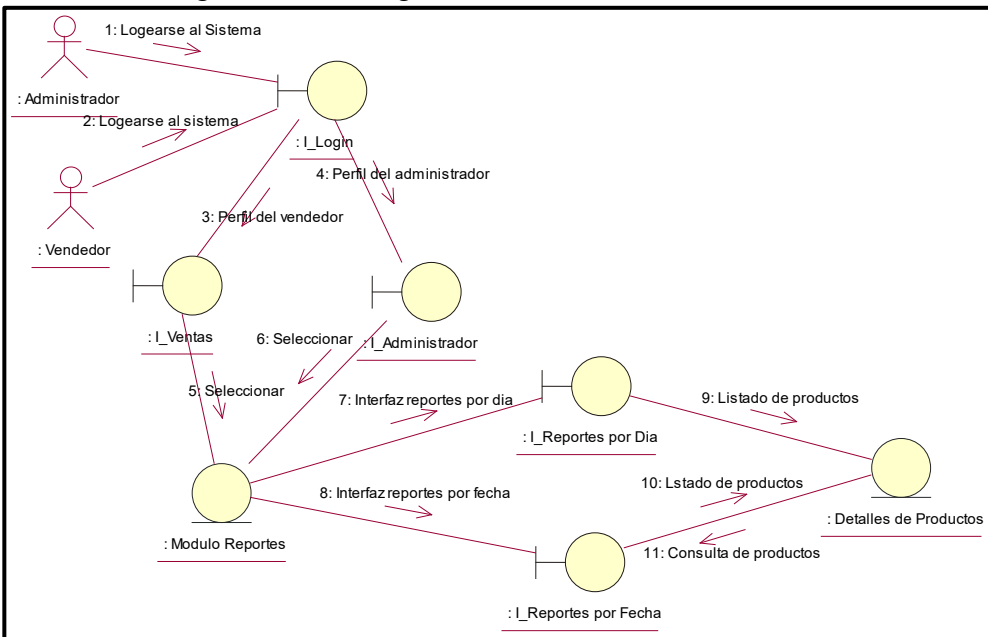 1: Logearse al Sistema
: Administrador
2: Logearse al sistema
: I_Login
4: Perfil del administrador
3: Perfil del vendedor
: Vendedor
: I_Ventas
6: Seleccionar
: I_Administrador
5: Seleccionar
7: Interfaz reportes por dia
9: Listado de productos
: I_Reportes por Dia
10: Lstado de productos
8: Interfaz reportes por fecha
: Detalles de Productos
: Modulo Reportes
11: Consulta de productos
: I_Reportes por Fecha